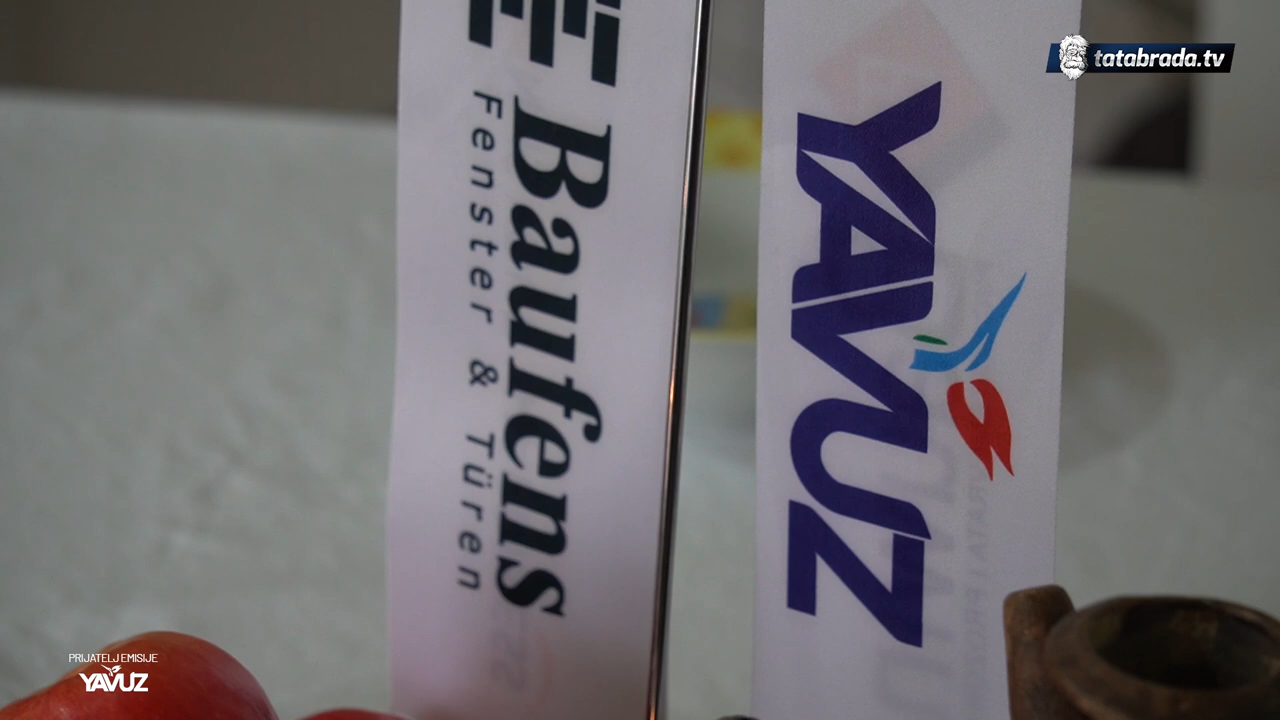 tatabrada.tv
Baufens
Fenster & Türen
YAVUZ
PRIJATELJ EMISIJE
YAVUZ